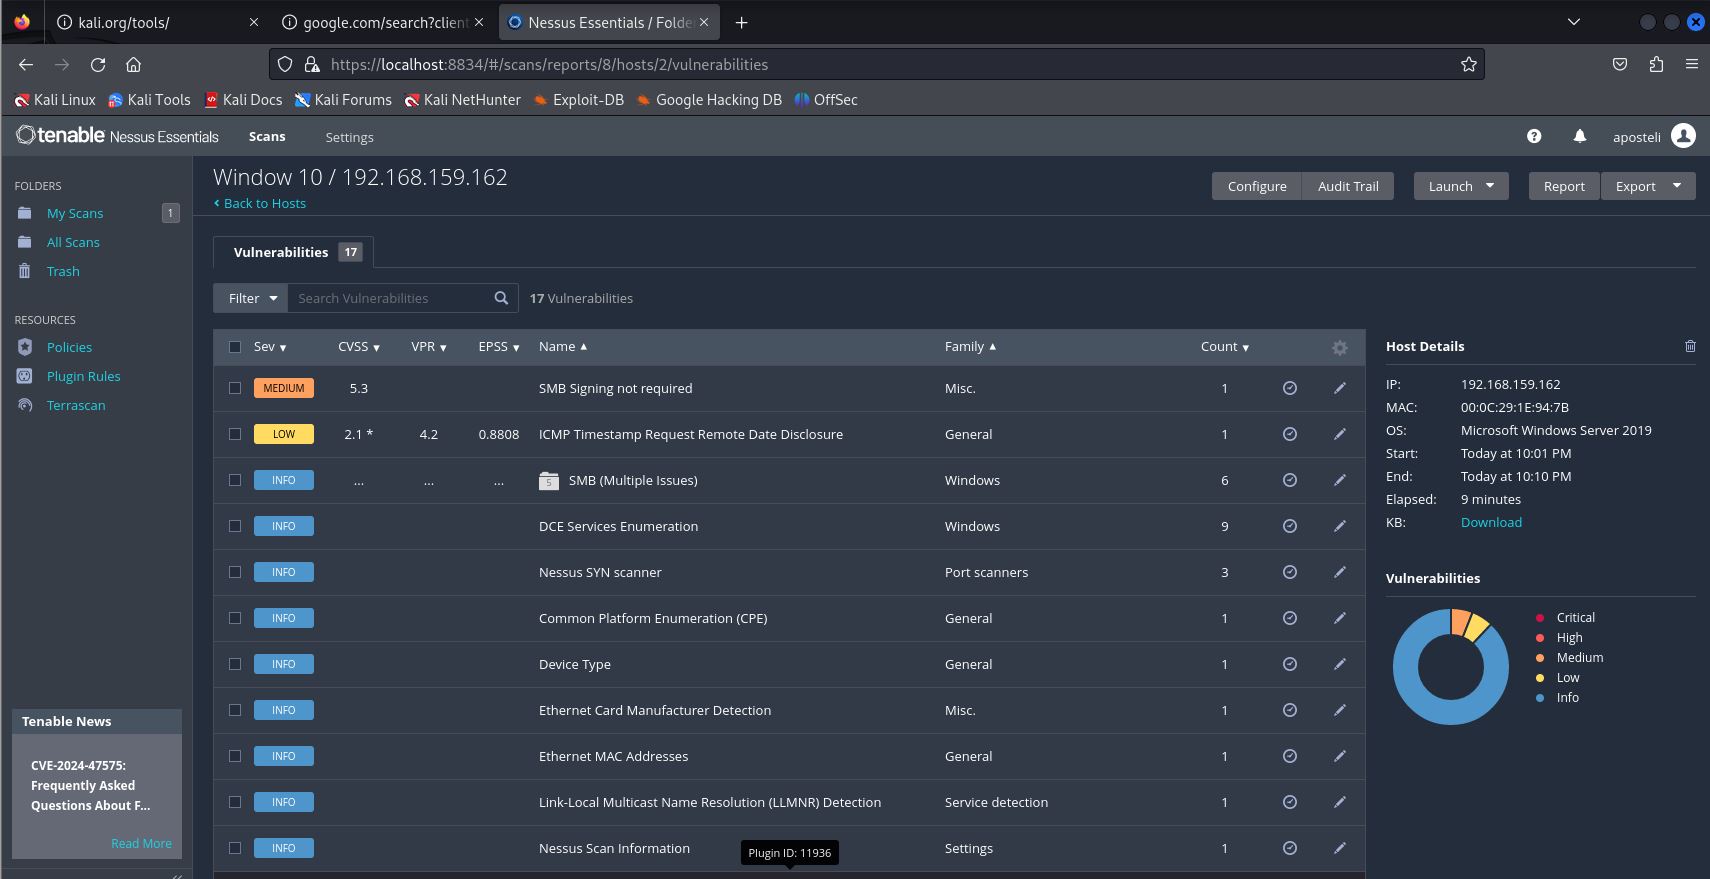 kali.org/tools/
google.com/search?client
Nessus Essentials / Folde
https://localhost:8834/#/scans/reports/8/hosts/2/vulnerabilities
Kali Linux Kali Tools Kali Docs Kali Forums Kali NetHunter Exploit-DB Google Hacking DB OffSec
tenable Nessus Essentials Scans Settings
aposteli
FOLDERS
My Scans 1
All Scans
Trash
RESOURCES
Policies
Plugin Rules
Terrascan
Tenable News
CVE-2024-47575:
Frequently Asked
Questions About F...
Read More
Window 10 / 192.168.159.162
Back to Hosts
Configure Audit Trail Launch Report Export
Vulnerabilities 17
Filter Search Vulnerabilities 17 Vulnerabilities
Sev CVSS VPR EPSS Name Family Count
MEDIUM 5.3 SMB Signing not required Misc. 1
LOW 2.1 * 4.2 0.8808 ICMP Timestamp Request Remote Date Disclosure General 1
INFO ... ... ... 5 SMB (Multiple Issues) Windows 6
INFO DCE Services Enumeration Windows 9
INFO Nessus SYN scanner Port scanners 3
INFO Common Platform Enumeration (CPE) General 1
INFO Device Type General 1
INFO Ethernet Card Manufacturer Detection Misc. 1
INFO Ethernet MAC Addresses General 1
INFO Link-Local Multicast Name Resolution (LLMNR) Detection Service detection 1
INFO Nessus Scan Information Settings 1
Plugin ID: 11936
Host Details
IP: 192.168.159.162
MAC: 00:0C:29:1E:94:7B
OS: Microsoft Windows Server 2019
Start: Today at 10:01 PM
End: Today at 10:10 PM
Elapsed: 9 minutes
KB: Download
Vulnerabilities
Critical
High
Medium
Low
Info